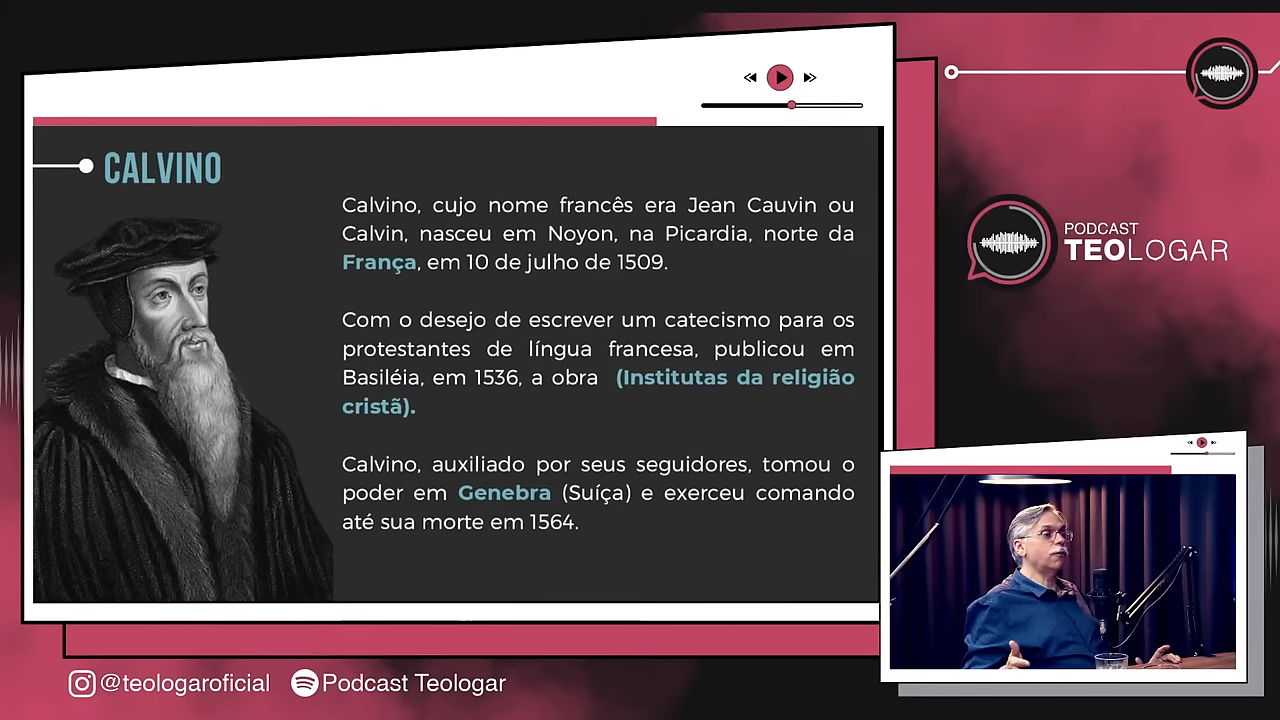 CALVINO
Calvino, cujo nome francês era Jean Cauvin ou
Calvin, nasceu em Noyon, na Picardia, norte da
França, em 10 de julho de 1509.
Com o desejo de escrever um catecismo para os
protestantes de língua francesa, publicou em
Basiléia, em 1536, a obra (Institutas da religião
cristã).
Calvino, auxiliado por seus seguidores, tomou o
poder em Genebra (Suíça) e exerceu comando
até sua morte em 1564.
PODCAST
TEOLOGAR
@teologaroficial
Podcast Teologar